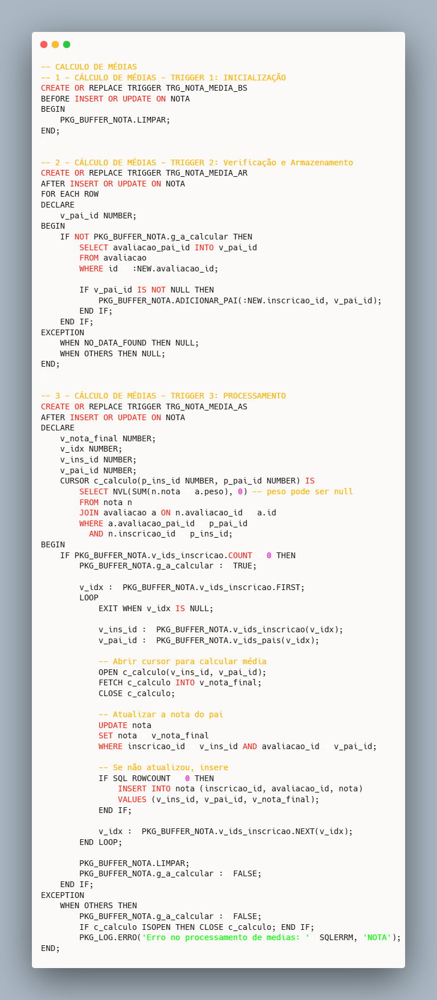 -- CALCULO DE MÉDIAS
-- 1 - CÁLCULO DE MÉDIAS - TRIGGER 1: INICIALIZAÇÃO
CREATE OR REPLACE TRIGGER TRG_NOTA_MEDIA_BS
BEFORE INSERT OR UPDATE ON NOTA
BEGIN
    PKG_BUFFER_NOTA.LIMPAR;
END;
/
-- 2 - CÁLCULO DE MÉDIAS - TRIGGER 2: Verificação e Armazenamento
CREATE OR REPLACE TRIGGER TRG_NOTA_MEDIA_AR
AFTER INSERT OR UPDATE ON NOTA
FOR EACH ROW
DECLARE
    v_pai_id NUMBER;
BEGIN
    IF NOT PKG_BUFFER_NOTA.g_a_calcular THEN
        SELECT avaliacao_pai_id INTO v_pai_id
        FROM avaliacao
        WHERE id = :NEW.avaliacao_id;
        IF v_pai_id IS NOT NULL THEN
            PKG_BUFFER_NOTA.ADICIONAR_PAI(:NEW.inscricao_id, v_pai_id);
        END IF;
    END IF;
EXCEPTION
    WHEN NO_DATA_FOUND THEN NULL;
    WHEN OTHERS THEN NULL;
END;
/
-- 3 - CÁLCULO DE MÉDIAS - TRIGGER 3: PROCESSAMENTO
CREATE OR REPLACE TRIGGER TRG_NOTA_MEDIA_AS
AFTER INSERT OR UPDATE ON NOTA
DECLARE
    v_nota_final NUMBER;
    v_idx NUMBER;
    v_ins_id NUMBER;
    v_pai_id NUMBER;
    CURSOR c_calculo(p_ins_id NUMBER, p_pai_id NUMBER) IS
        SELECT NVL(SUM(n.nota * a.peso), 0) -- peso pode ser null
        FROM nota n
        JOIN avaliacao a ON n.avaliacao_id = a.id
        WHERE a.avaliacao_pai_id = p_pai_id
          AND n.inscricao_id = p_ins_id;
BEGIN
    IF PKG_BUFFER_NOTA.v_ids_inscricao.COUNT > 0 THEN
        PKG_BUFFER_NOTA.g_a_calcular := TRUE;
        v_idx := PKG_BUFFER_NOTA.v_ids_inscricao.FIRST;
        LOOP
            EXIT WHEN v_idx IS NULL;
            v_ins_id := PKG_BUFFER_NOTA.v_ids_inscricao(v_idx);
            v_pai_id := PKG_BUFFER_NOTA.v_ids_pais(v_idx);
            -- Abrir cursor para calcular média
            OPEN c_calculo(v_ins_id, v_pai_id);
            FETCH c_calculo INTO v_nota_final;
            CLOSE c_calculo;
            -- Atualizar a nota do pai
            UPDATE nota
            SET nota = v_nota_final
            WHERE inscricao_id = v_ins_id AND avaliacao_id = v_pai_id;
            -- Se não atualizou, insere
            IF SQL%ROWCOUNT = 0 THEN
                INSERT INTO nota (inscricao_id, avaliacao_id, nota)
                VALUES (v_ins_id, v_pai_id, v_nota_final);
            END IF;
            v_idx := PKG_BUFFER_NOTA.v_ids_inscricao.NEXT(v_idx);
        END LOOP;
        PKG_BUFFER_NOTA.LIMPAR;
        PKG_BUFFER_NOTA.g_a_calcular := FALSE;
    END IF;
EXCEPTION
    WHEN OTHERS THEN
        PKG_BUFFER_NOTA.g_a_calcular := FALSE;
        IF c_calculo%ISOPEN THEN CLOSE c_calculo; END IF;
        PKG_LOG.ERRO('Erro no processamento de medias: '||SQLERRM, 'NOTA');
END;
/